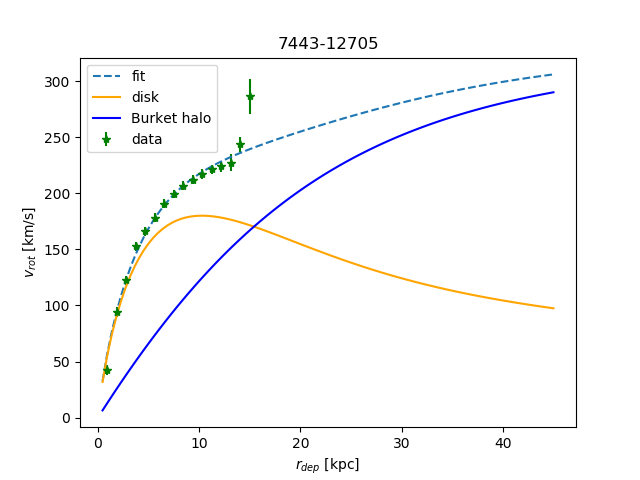 7443-12705
fit
disk
Burket halo
data
300
250
200
150
100
50
0
v_rot [km/s]
0 10 20 30 40
r_dep [kpc]